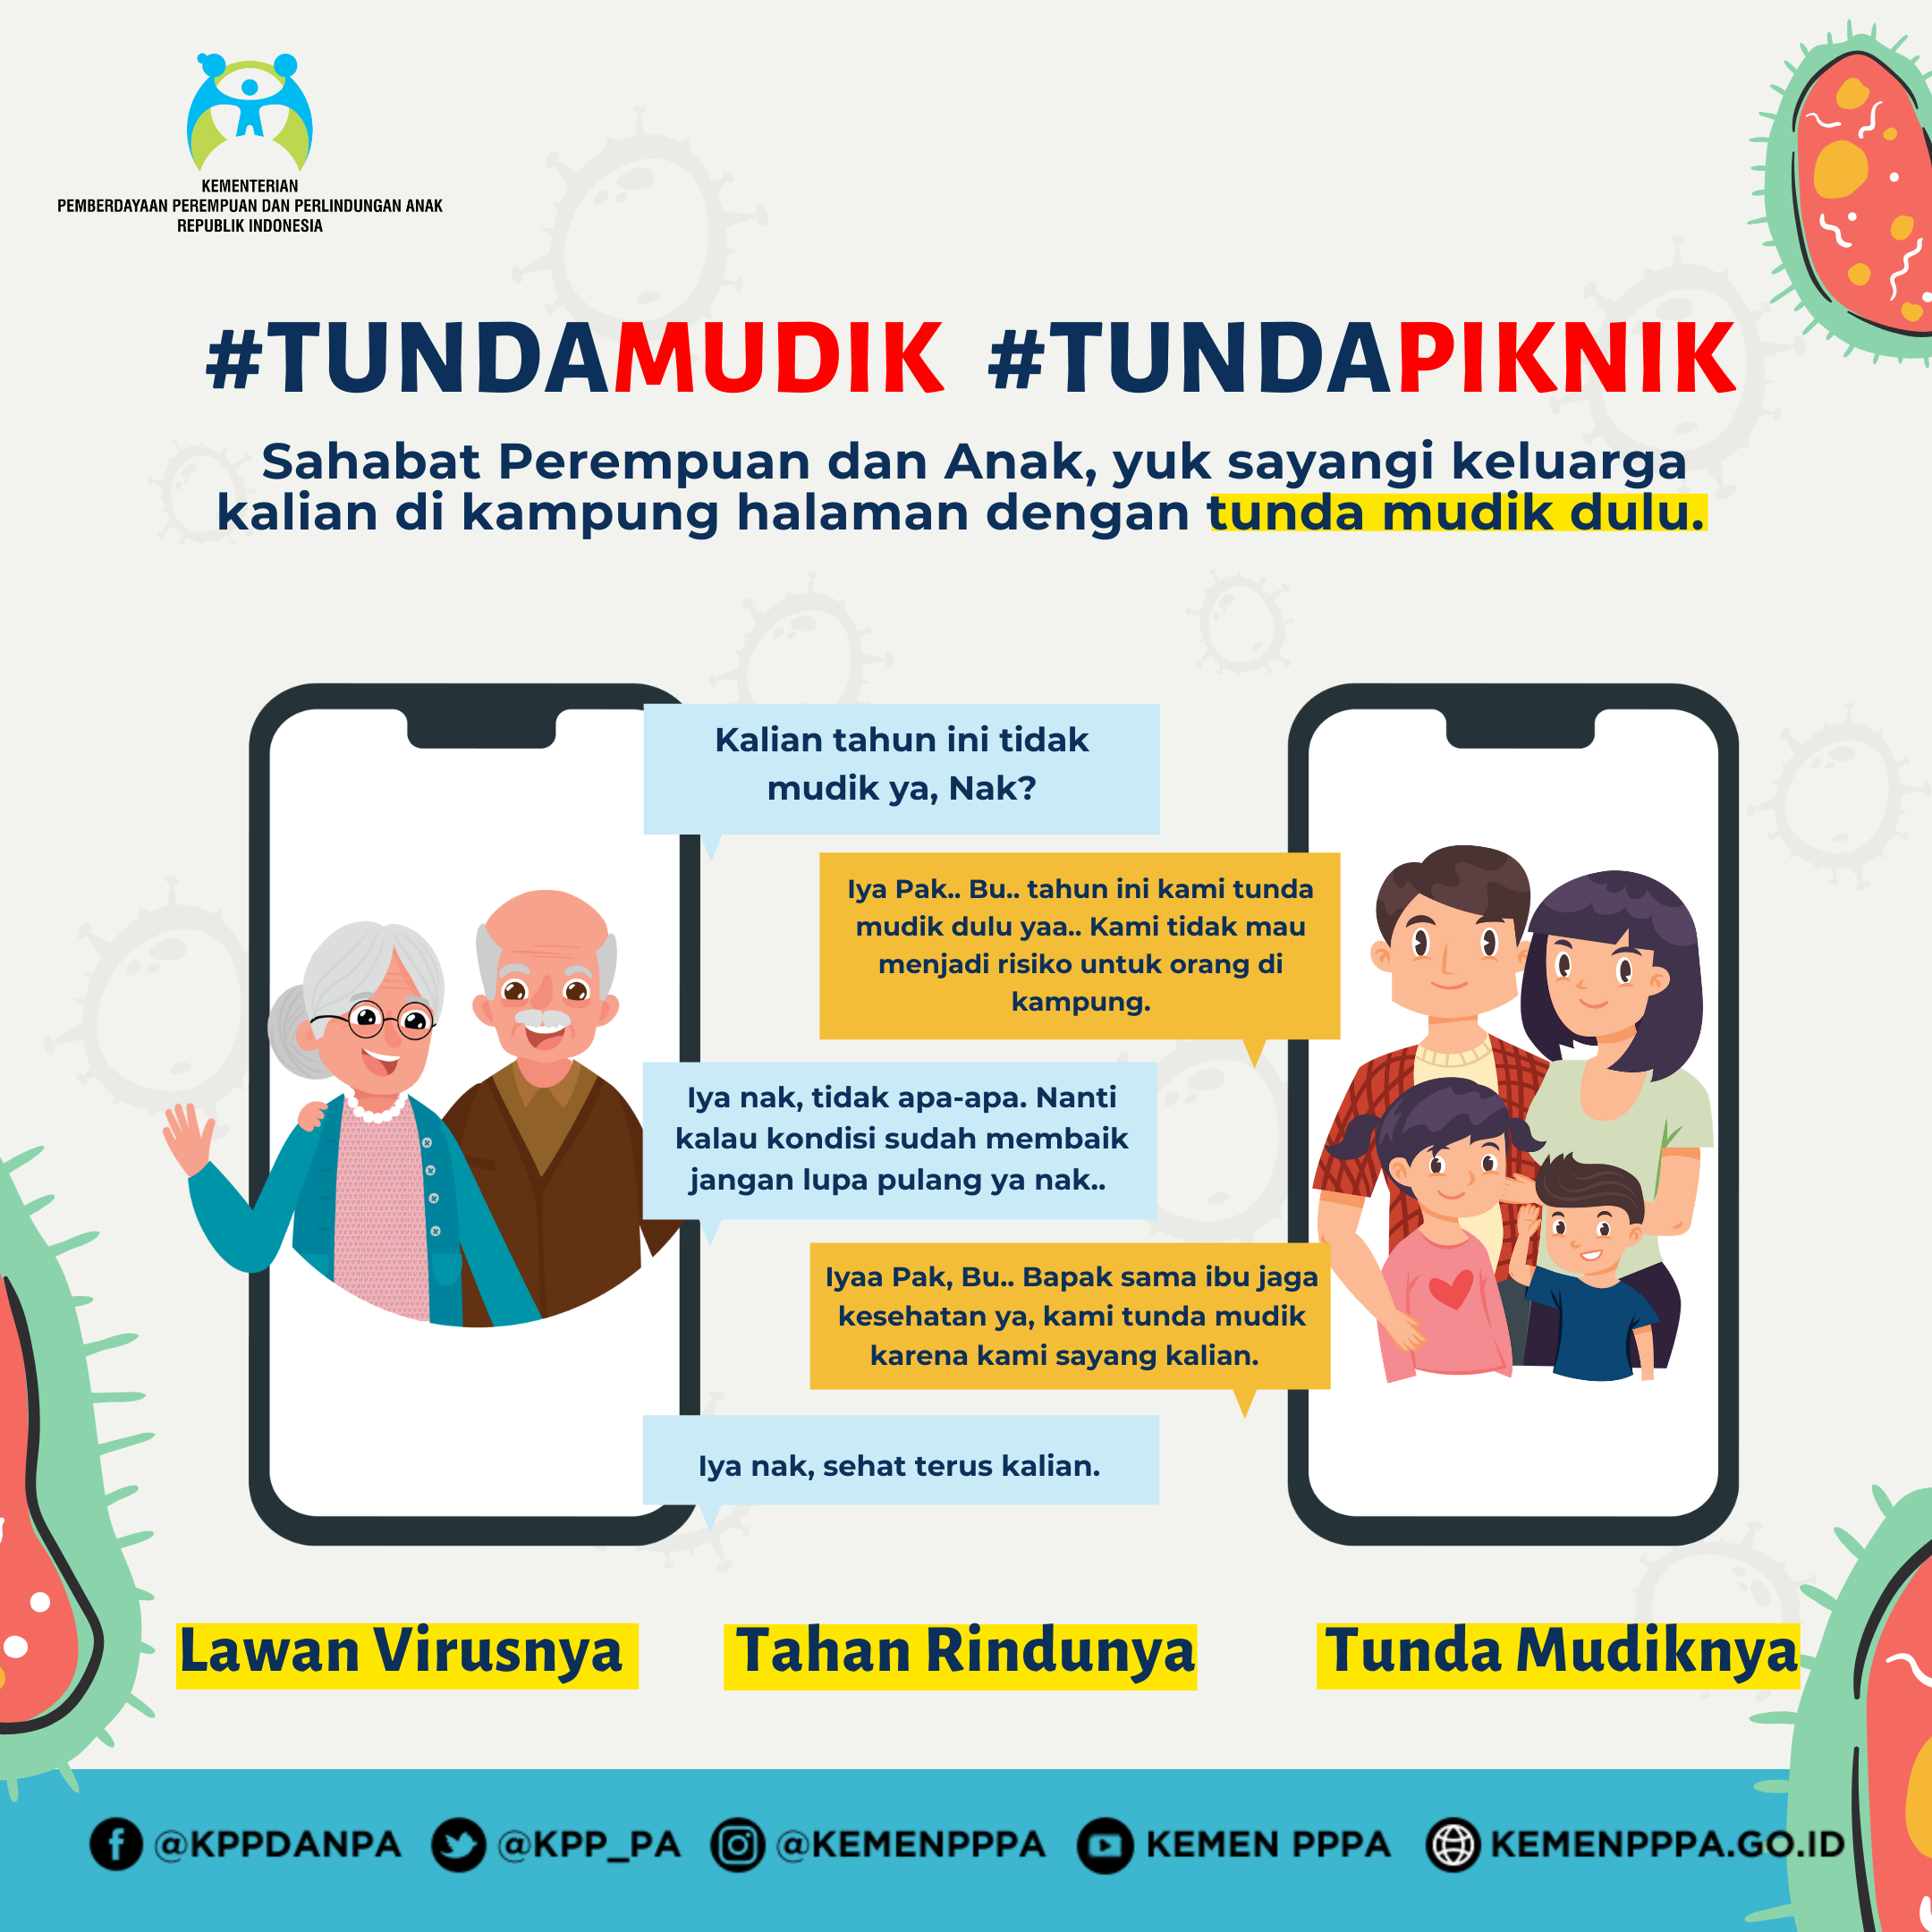 KEMENTERIAN
PEMBERDAYAAN PEREMPUAN DAN PERLINDUNGAN ANAK
REPUBLIK INDONESIA
#TUNDAMUDIK #TUNDAPIKNIK
Sahabat Perempuan dan Anak, yuk sayangi keluarga
kalian di kampung halaman dengan tunda mudik dulu.
Kalian tahun ini tidak
mudik ya, Nak?
Iya Pak.. Bu.. tahun ini kami tunda
mudik dulu yaa.. Kami tidak mau
menjadi risiko untuk orang di
kampung.
Iya nak, tidak apa-apa. Nanti
kalau kondisi sudah membaik
jangan lupa pulang ya nak..
Iyaa Pak, Bu.. Bapak sama ibu jaga
kesehatan ya, kami tunda mudik
karena kami sayang kalian.
Iya nak, sehat terus kalian.
Lawan Virusnya Tahan Rindunya Tunda Mudiknya
@KPPDANPA @KPP_PA @KEMENPPPA KEMEN PPPA KEMENPPPA.GO.ID